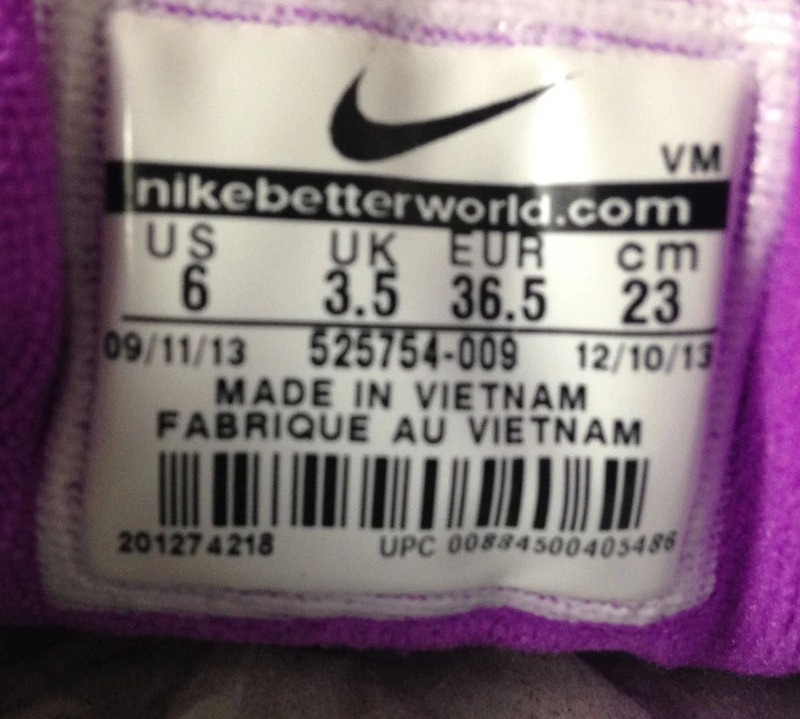 VM
nikebetterworld.com
US UK EUR cm
6 3.5 36.5 23
09/11/13 525754-009 12/10/13
MADE IN VIETNAM
FABRIQUE AU VIETNAM
201274218 UPC 00884500405486